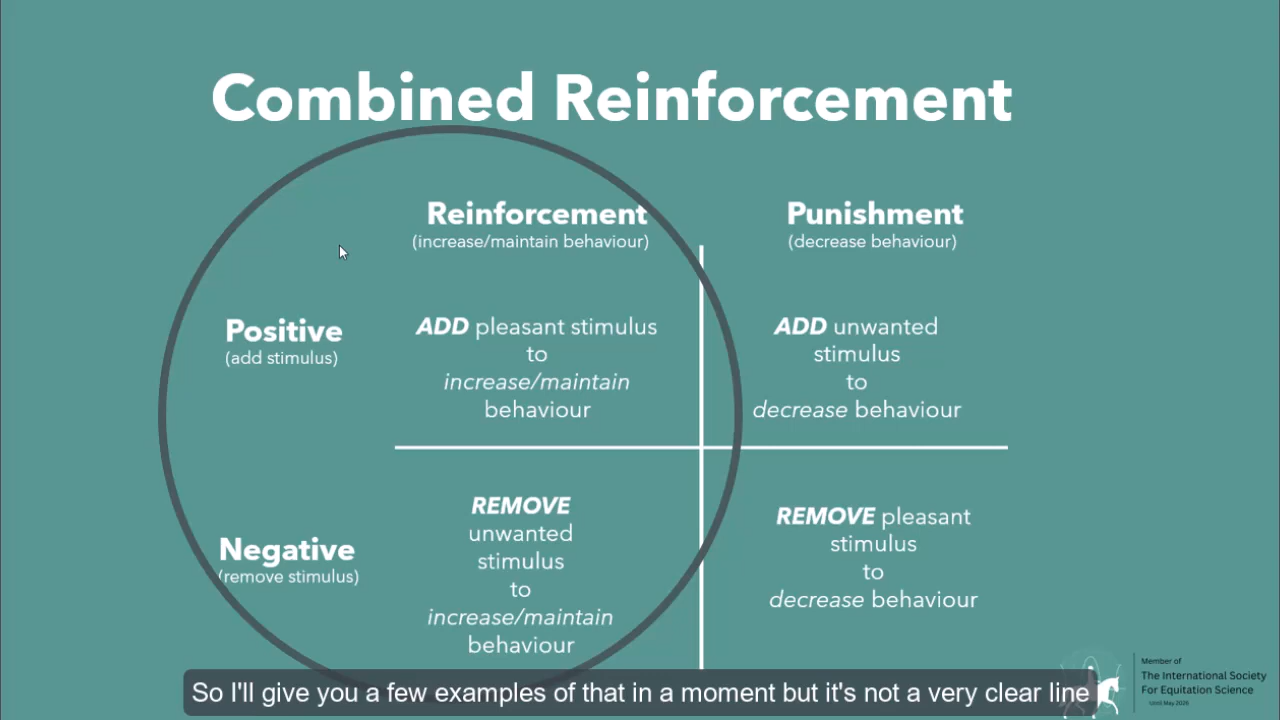 Combined Reinforcement
Reinforcement
(increase/maintain behaviour)
Punishment
(decrease behaviour)
Positive
(add stimulus)
ADD pleasant stimulus
to
increase/maintain
behaviour
ADD unwanted
stimulus
to
decrease behaviour
Negative
(remove stimulus)
REMOVE
unwanted
stimulus
to
increase/maintain
behaviour
REMOVE pleasant
stimulus
to
decrease behaviour
So I'll give you a few examples of that in a moment but it's not a very clear line
Member of
The International Society
For Equitation Science